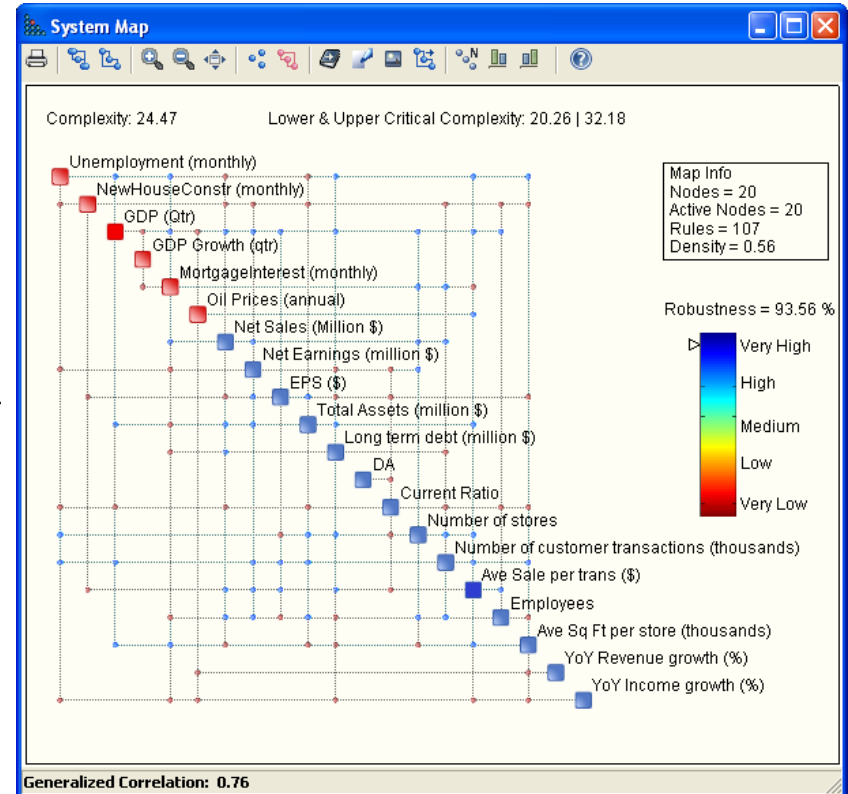 System Map
N
Complexity: 24.47
Lower & Upper Critical Complexity: 20.26 | 32.18
Unemployment (monthly)
NewHouseConstr (monthly)
GDP (Qtr)
GDP Growth (qtr)
MortgageInterest (monthly)
Oil Prices (annual)
Net Sales (Million $)
Net Earnings (million $)
EPS ($)
Total Assets (million $)
Long term debt (million $)
DA
Current Ratio
Number of stores
Number of customer transactions (thousands)
Ave Sale per trans ($)
Employees
Ave Sq Ft per store (thousands)
YoY Revenue growth (%)
YoY Income growth (%)
Map Info
Nodes = 20
Active Nodes = 20
Rules = 107
Density = 0.56
Robustness = 93.56 %
Very High
High
Medium
Low
Very Low
Generalized Correlation: 0.76